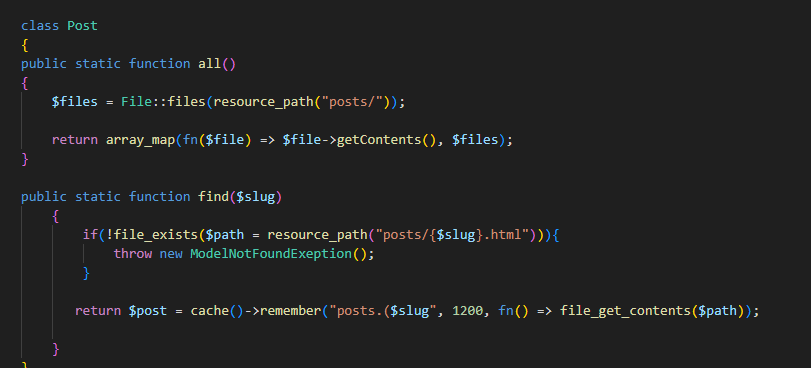 class Post
{
public static function all()
{
    $files = File::files(resource_path("posts/"));
    return array_map(fn($file) => $file->getContents(), $files);
}
public static function find($slug)
    {
        if(!file_exists($path = resource_path("posts/{$slug}.html"))){
            throw new ModelNotFoundExeption();
        }
       return $post = cache()->remember("posts.($slug", 1200, fn() => file_get_contents($path));
    }
}